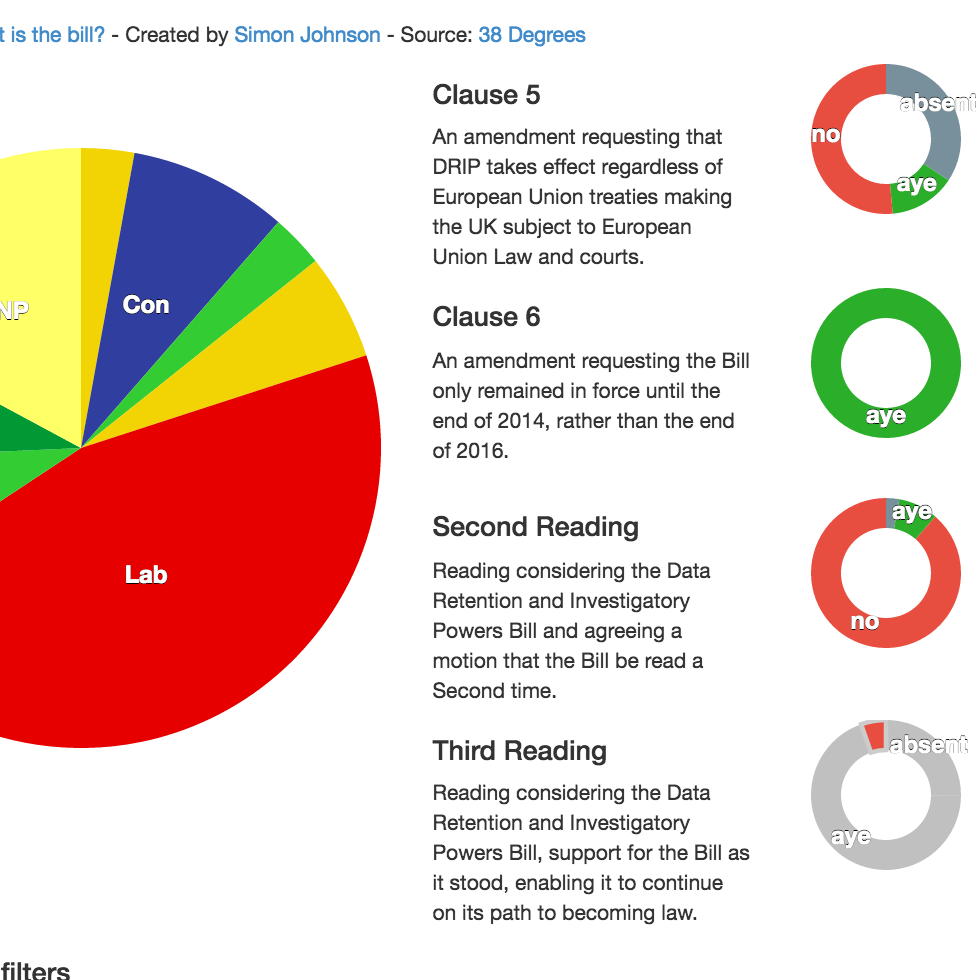 t is the bill? - Created by Simon Johnson - Source: 38 Degrees
Clause 5
An amendment requesting that
DRIP takes effect regardless of
European Union treaties making
the UK subject to European
Union Law and courts.
absent
no
aye
NP
Con
Lab
Clause 6
An amendment requesting the Bill
only remained in force until the
end of 2014, rather than the end
of 2016.
aye
Second Reading
Reading considering the Data
Retention and Investigatory
Powers Bill and agreeing a
motion that the Bill be read a
Second time.
aye
no
Third Reading
Reading considering the Data
Retention and Investigatory
Powers Bill, support for the Bill as
it stood, enabling it to continue
on its path to becoming law.
absent
aye
filters